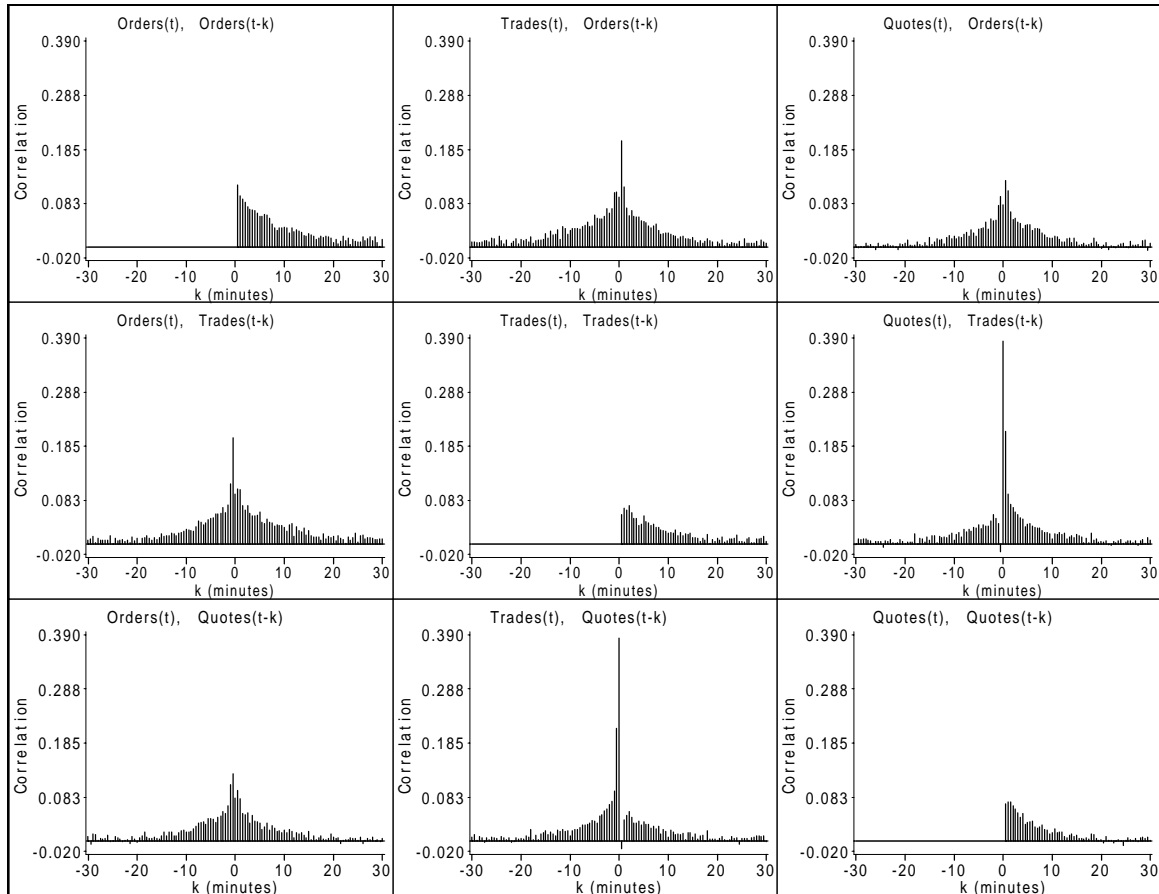 Orders(t), Orders(t-k)
0.390
0.288
0.185
0.083
-0.020
Correlation
-30 -20 -10 0 10 20 30
k (minutes)
Trades(t), Orders(t-k)
0.390
0.288
0.185
0.083
-0.020
Correlation
-30 -20 -10 0 10 20 30
k (minutes)
Quotes(t), Orders(t-k)
0.390
0.288
0.185
0.083
-0.020
Correlation
-30 -20 -10 0 10 20 30
k (minutes)
Orders(t), Trades(t-k)
0.390
0.288
0.185
0.083
-0.020
Correlation
-30 -20 -10 0 10 20 30
k (minutes)
Trades(t), Trades(t-k)
0.390
0.288
0.185
0.083
-0.020
Correlation
-30 -20 -10 0 10 20 30
k (minutes)
Quotes(t), Trades(t-k)
0.390
0.288
0.185
0.083
-0.020
Correlation
-30 -20 -10 0 10 20 30
k (minutes)
Orders(t), Quotes(t-k)
0.390
0.288
0.185
0.083
-0.020
Correlation
-30 -20 -10 0 10 20 30
k (minutes)
Trades(t), Quotes(t-k)
0.390
0.288
0.185
0.083
-0.020
Correlation
-30 -20 -10 0 10 20 30
k (minutes)
Quotes(t), Quotes(t-k)
0.390
0.288
0.185
0.083
-0.020
Correlation
-30 -20 -10 0 10 20 30
k (minutes)